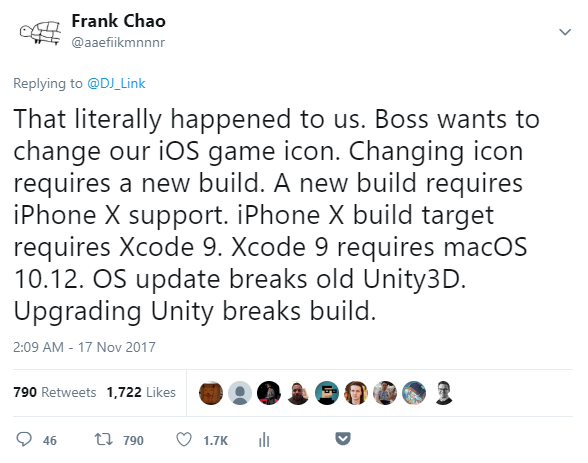 Frank Chao
@aaefiikmnnnr
Replying to @DJ_Link
That literally happened to us. Boss wants to
change our iOS game icon. Changing icon
requires a new build. A new build requires
iPhone X support. iPhone X build target
requires Xcode 9. Xcode 9 requires macOS
10.12. OS update breaks old Unity3D.
Upgrading Unity breaks build.
2:09 AM - 17 Nov 2017
790 Retweets 1,722 Likes
46 790 1.7K